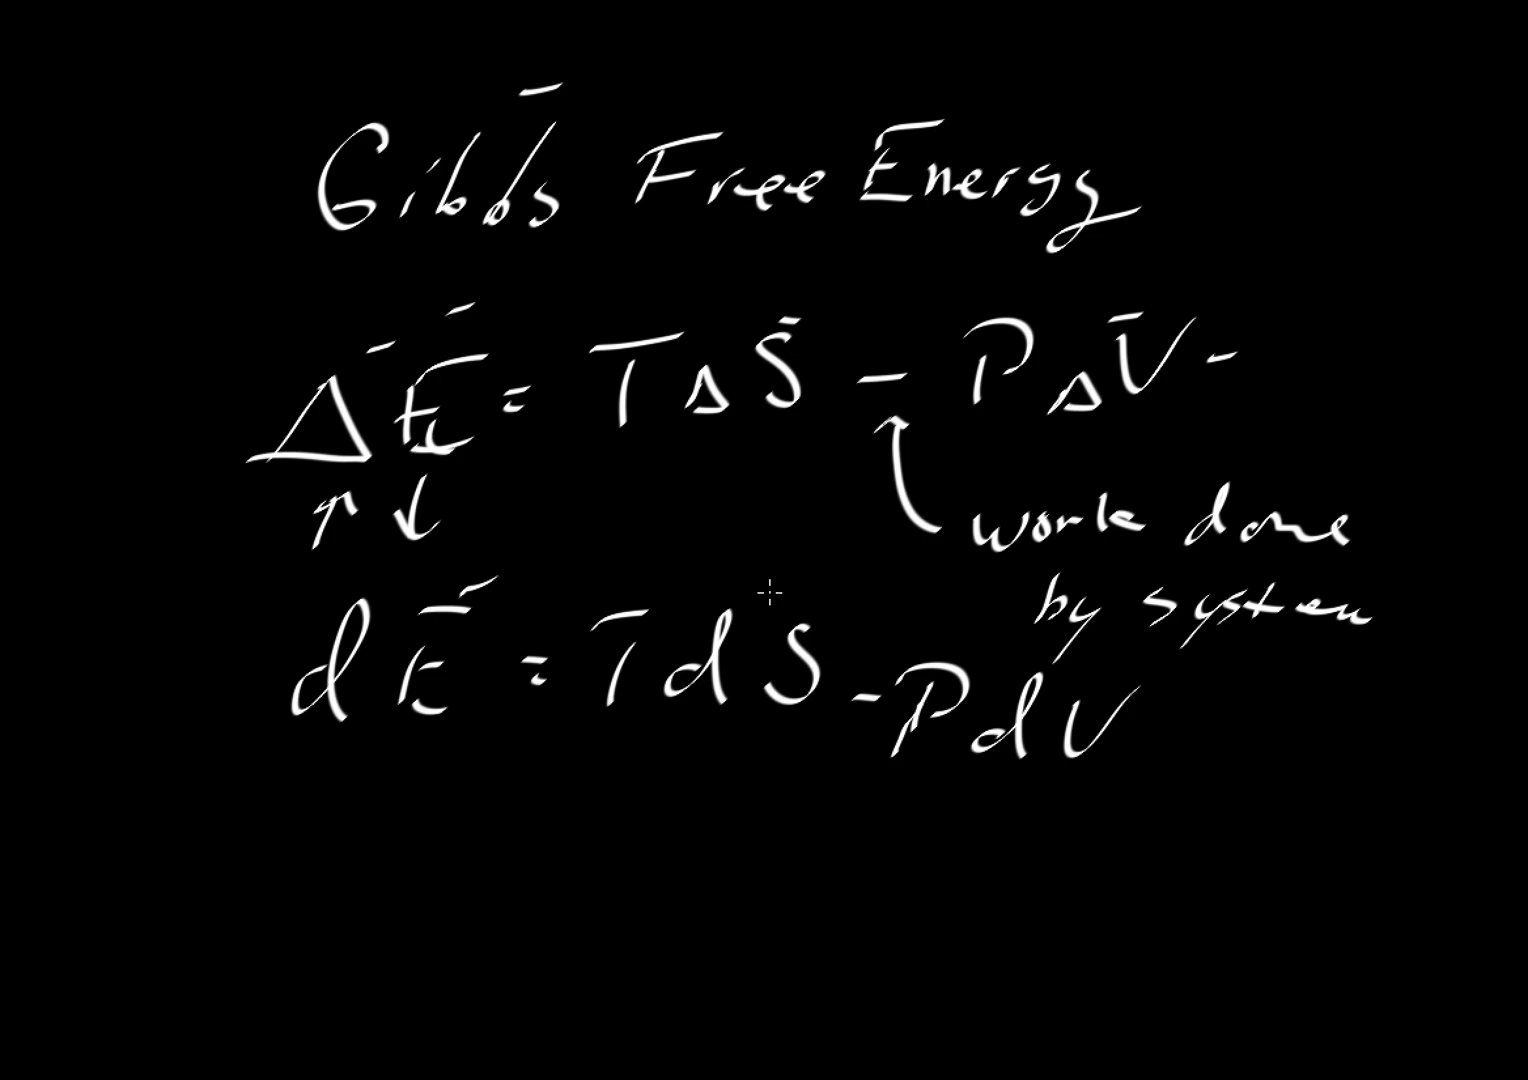 Gibbs Free Energy
ΔE = TΔS - PΔV
↑ ↓
work done
by system
dE = TdS - PdV